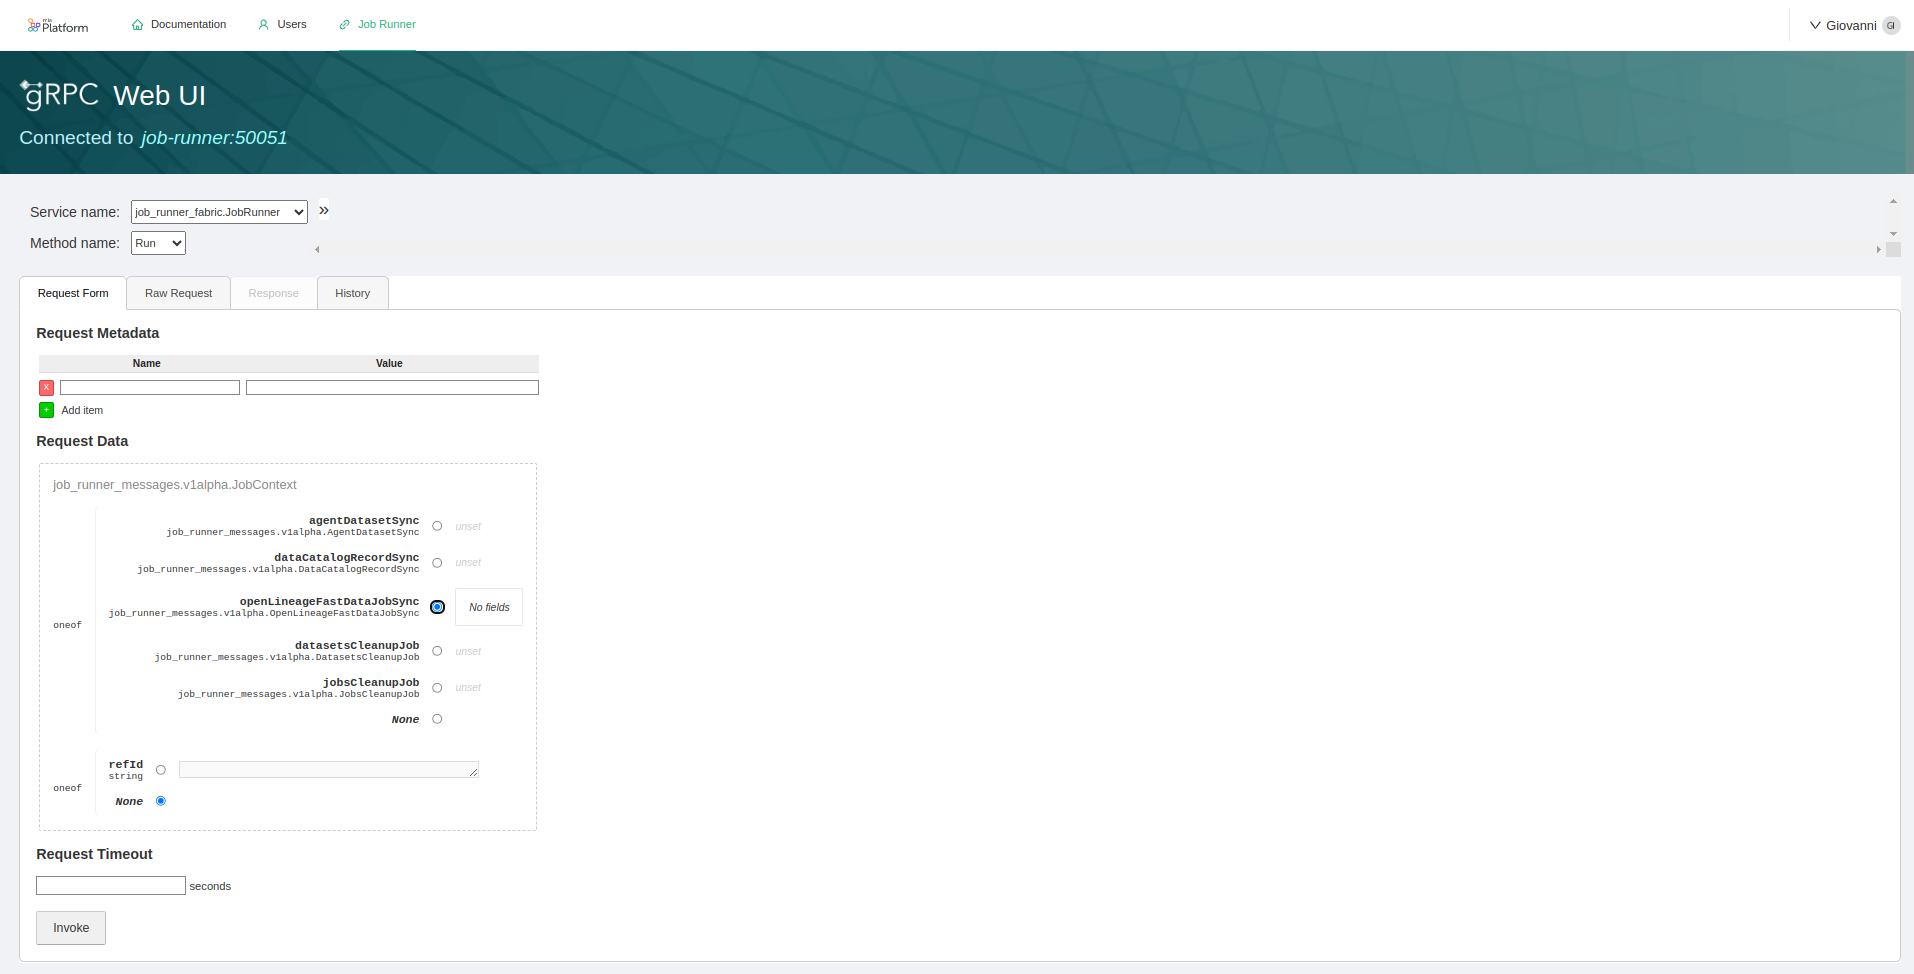 mia
Platform
Documentation
Users
Job Runner
Giovanni
GI
gRPC Web UI
Connected to job-runner:50051
Service name: job_runner_fabric.JobRunner »
Method name: Run
Request Form
Raw Request
Response
History
Request Metadata
Name Value
X
+ Add item
Request Data
job_runner_messages.v1alpha.JobContext
oneof
agentDatasetSync
job_runner_messages.v1alpha.AgentDatasetSync
unset
dataCatalogRecordSync
job_runner_messages.v1alpha.DataCatalogRecordSync
unset
openLineageFastDataJobSync
job_runner_messages.v1alpha.OpenLineageFastDataJobSync
No fields
datasetsCleanupJob
job_runner_messages.v1alpha.DatasetsCleanupJob
unset
jobsCleanupJob
job_runner_messages.v1alpha.JobsCleanupJob
unset
None
oneof
refId
string
None
Request Timeout
seconds
Invoke